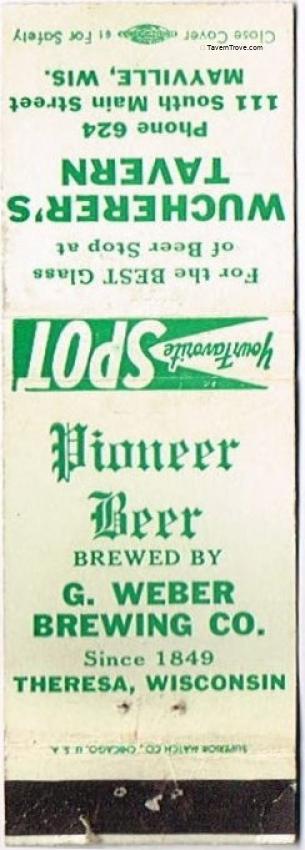 Close Cover For Safety
TavernTrove.com
MAYVILLE, WIS.
111 South Main Street
Phone 624
WUCHERER'S
TAVERN
of Beer Stop at
For the BEST Glass
Your Favorite
SPOT
Pioneer
Beer
BREWED BY
G. WEBER
BREWING CO.
Since 1849
THERESA, WISCONSIN
SUPERIOR MATCH CO., CHICAGO, U. S. A.